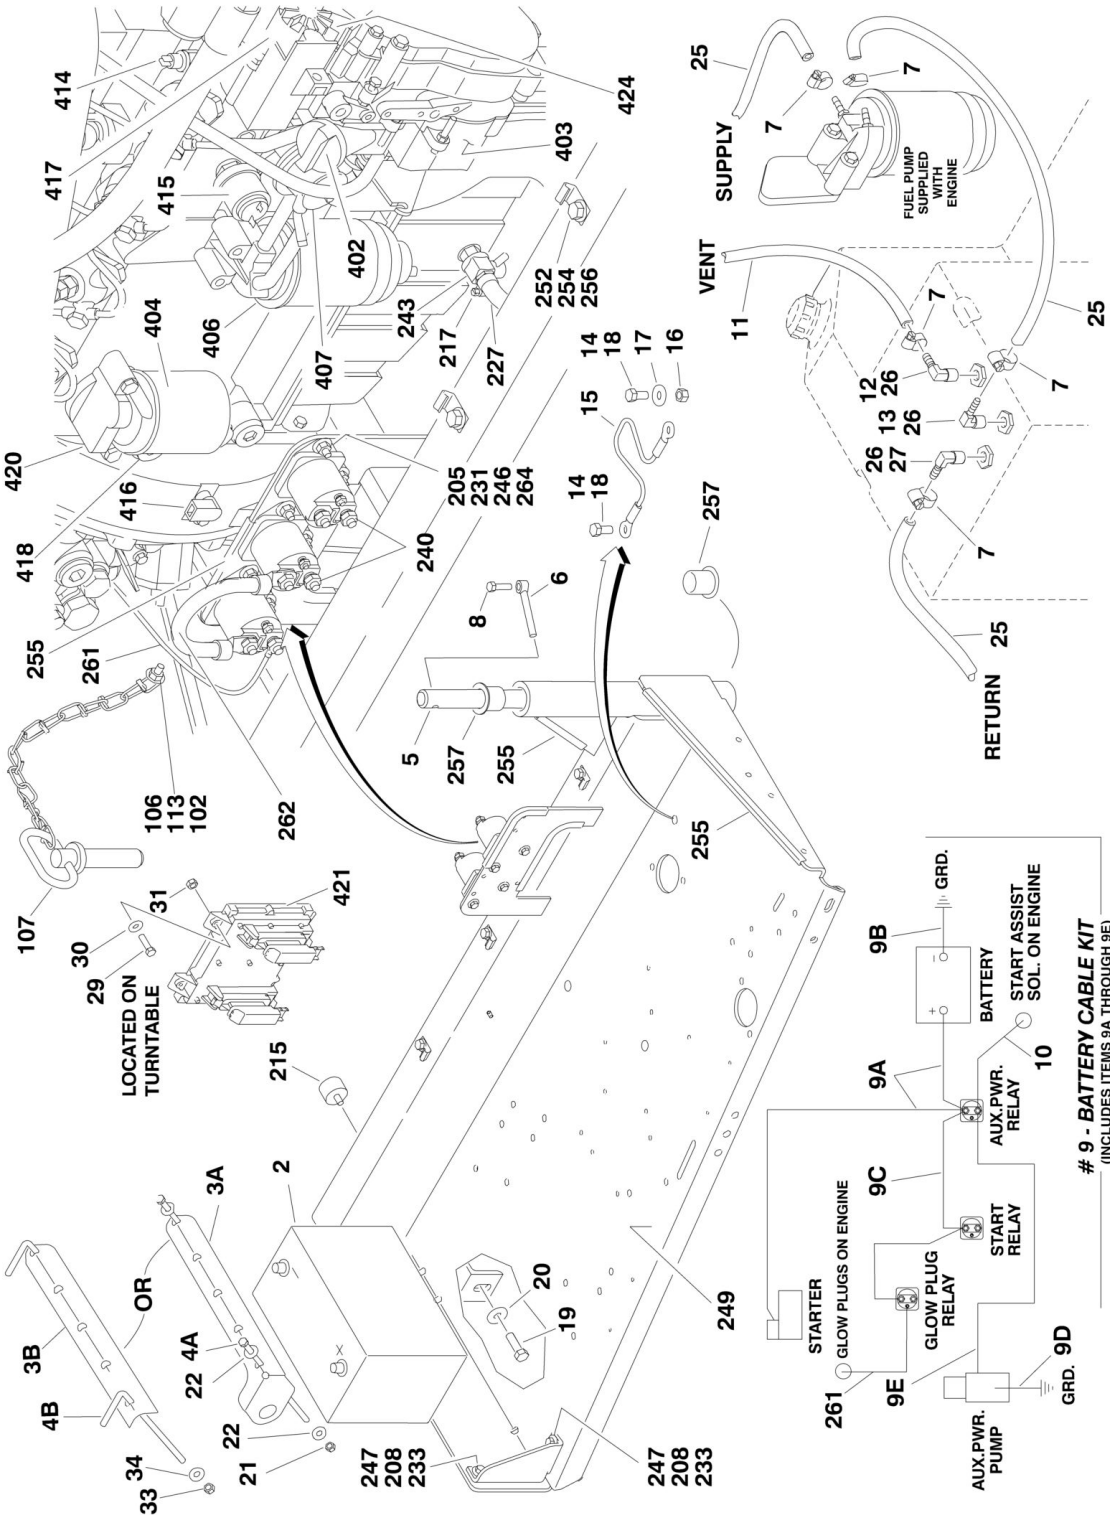 33
34
4B
3B
OR
22
4A
3A
21
22
2
215
LOCATED ON
TURNTABLE
29
30
31
421
107
106
113
102
262
261
255
418
420
416
404
406
415
417
414
407
402
403
424
243
217
227
252
254
256
205
231
246
264
240
14
18
15
14
18
17
16
257
8
6
5
257
255
255
247
208
233
247
208
233
19
20
249
SUPPLY
25
7
7
FUEL PUMP
SUPPLIED
WITH
ENGINE
VENT
11
7
12
26
13
26
26
27
7
7
25
25
RETURN
STARTER
GLOW PLUGS ON ENGINE
261
GLOW PLUG
RELAY
9E
AUX.PWR.
PUMP
9D
GRD.
START
RELAY
9C
9A
AUX.PWR.
RELAY
10
START ASSIST
SOL. ON ENGINE
+
-
BATTERY
9B
GRD.
# 9 - BATTERY CABLE KIT
(INCLUDES ITEMS 9A THROUGH 9E)